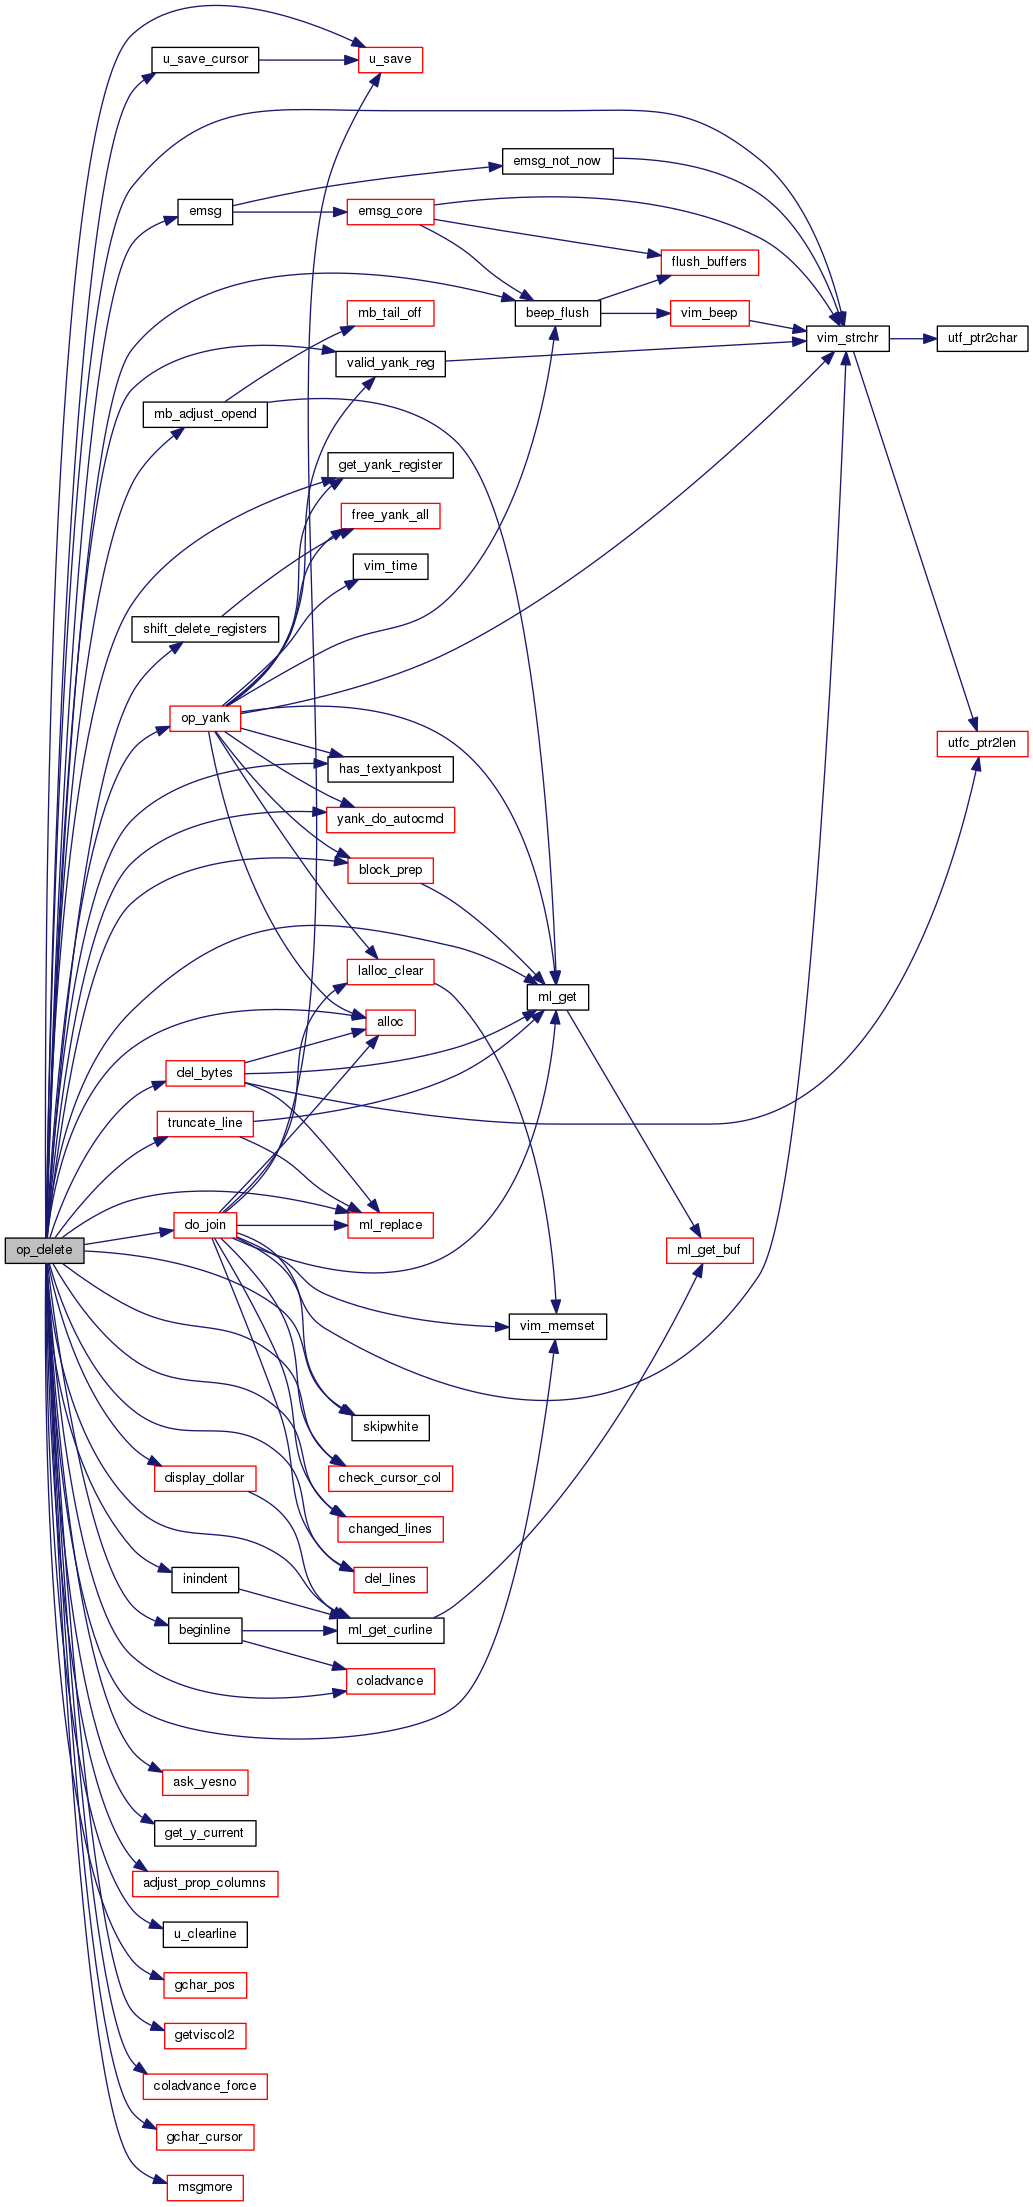 u_save_cursor
u_save
emsg_not_now
emsg
emsg_core
flush_buffers
mb_tail_off
beep_flush
vim_beep
vim_strchr
utf_ptr2char
valid_yank_reg
mb_adjust_opend
get_yank_register
free_yank_all
vim_time
shift_delete_registers
op_yank
utfc_ptr2len
has_textyankpost
yank_do_autocmd
block_prep
lalloc_clear
ml_get
alloc
del_bytes
truncate_line
do_join
ml_replace
op_delete
ml_get_buf
vim_memset
skipwhite
display_dollar
check_cursor_col
changed_lines
inindent
del_lines
beginline
ml_get_curline
coladvance
ask_yesno
get_y_current
adjust_prop_columns
u_clearline
gchar_pos
getviscol2
coladvance_force
gchar_cursor
msgmore